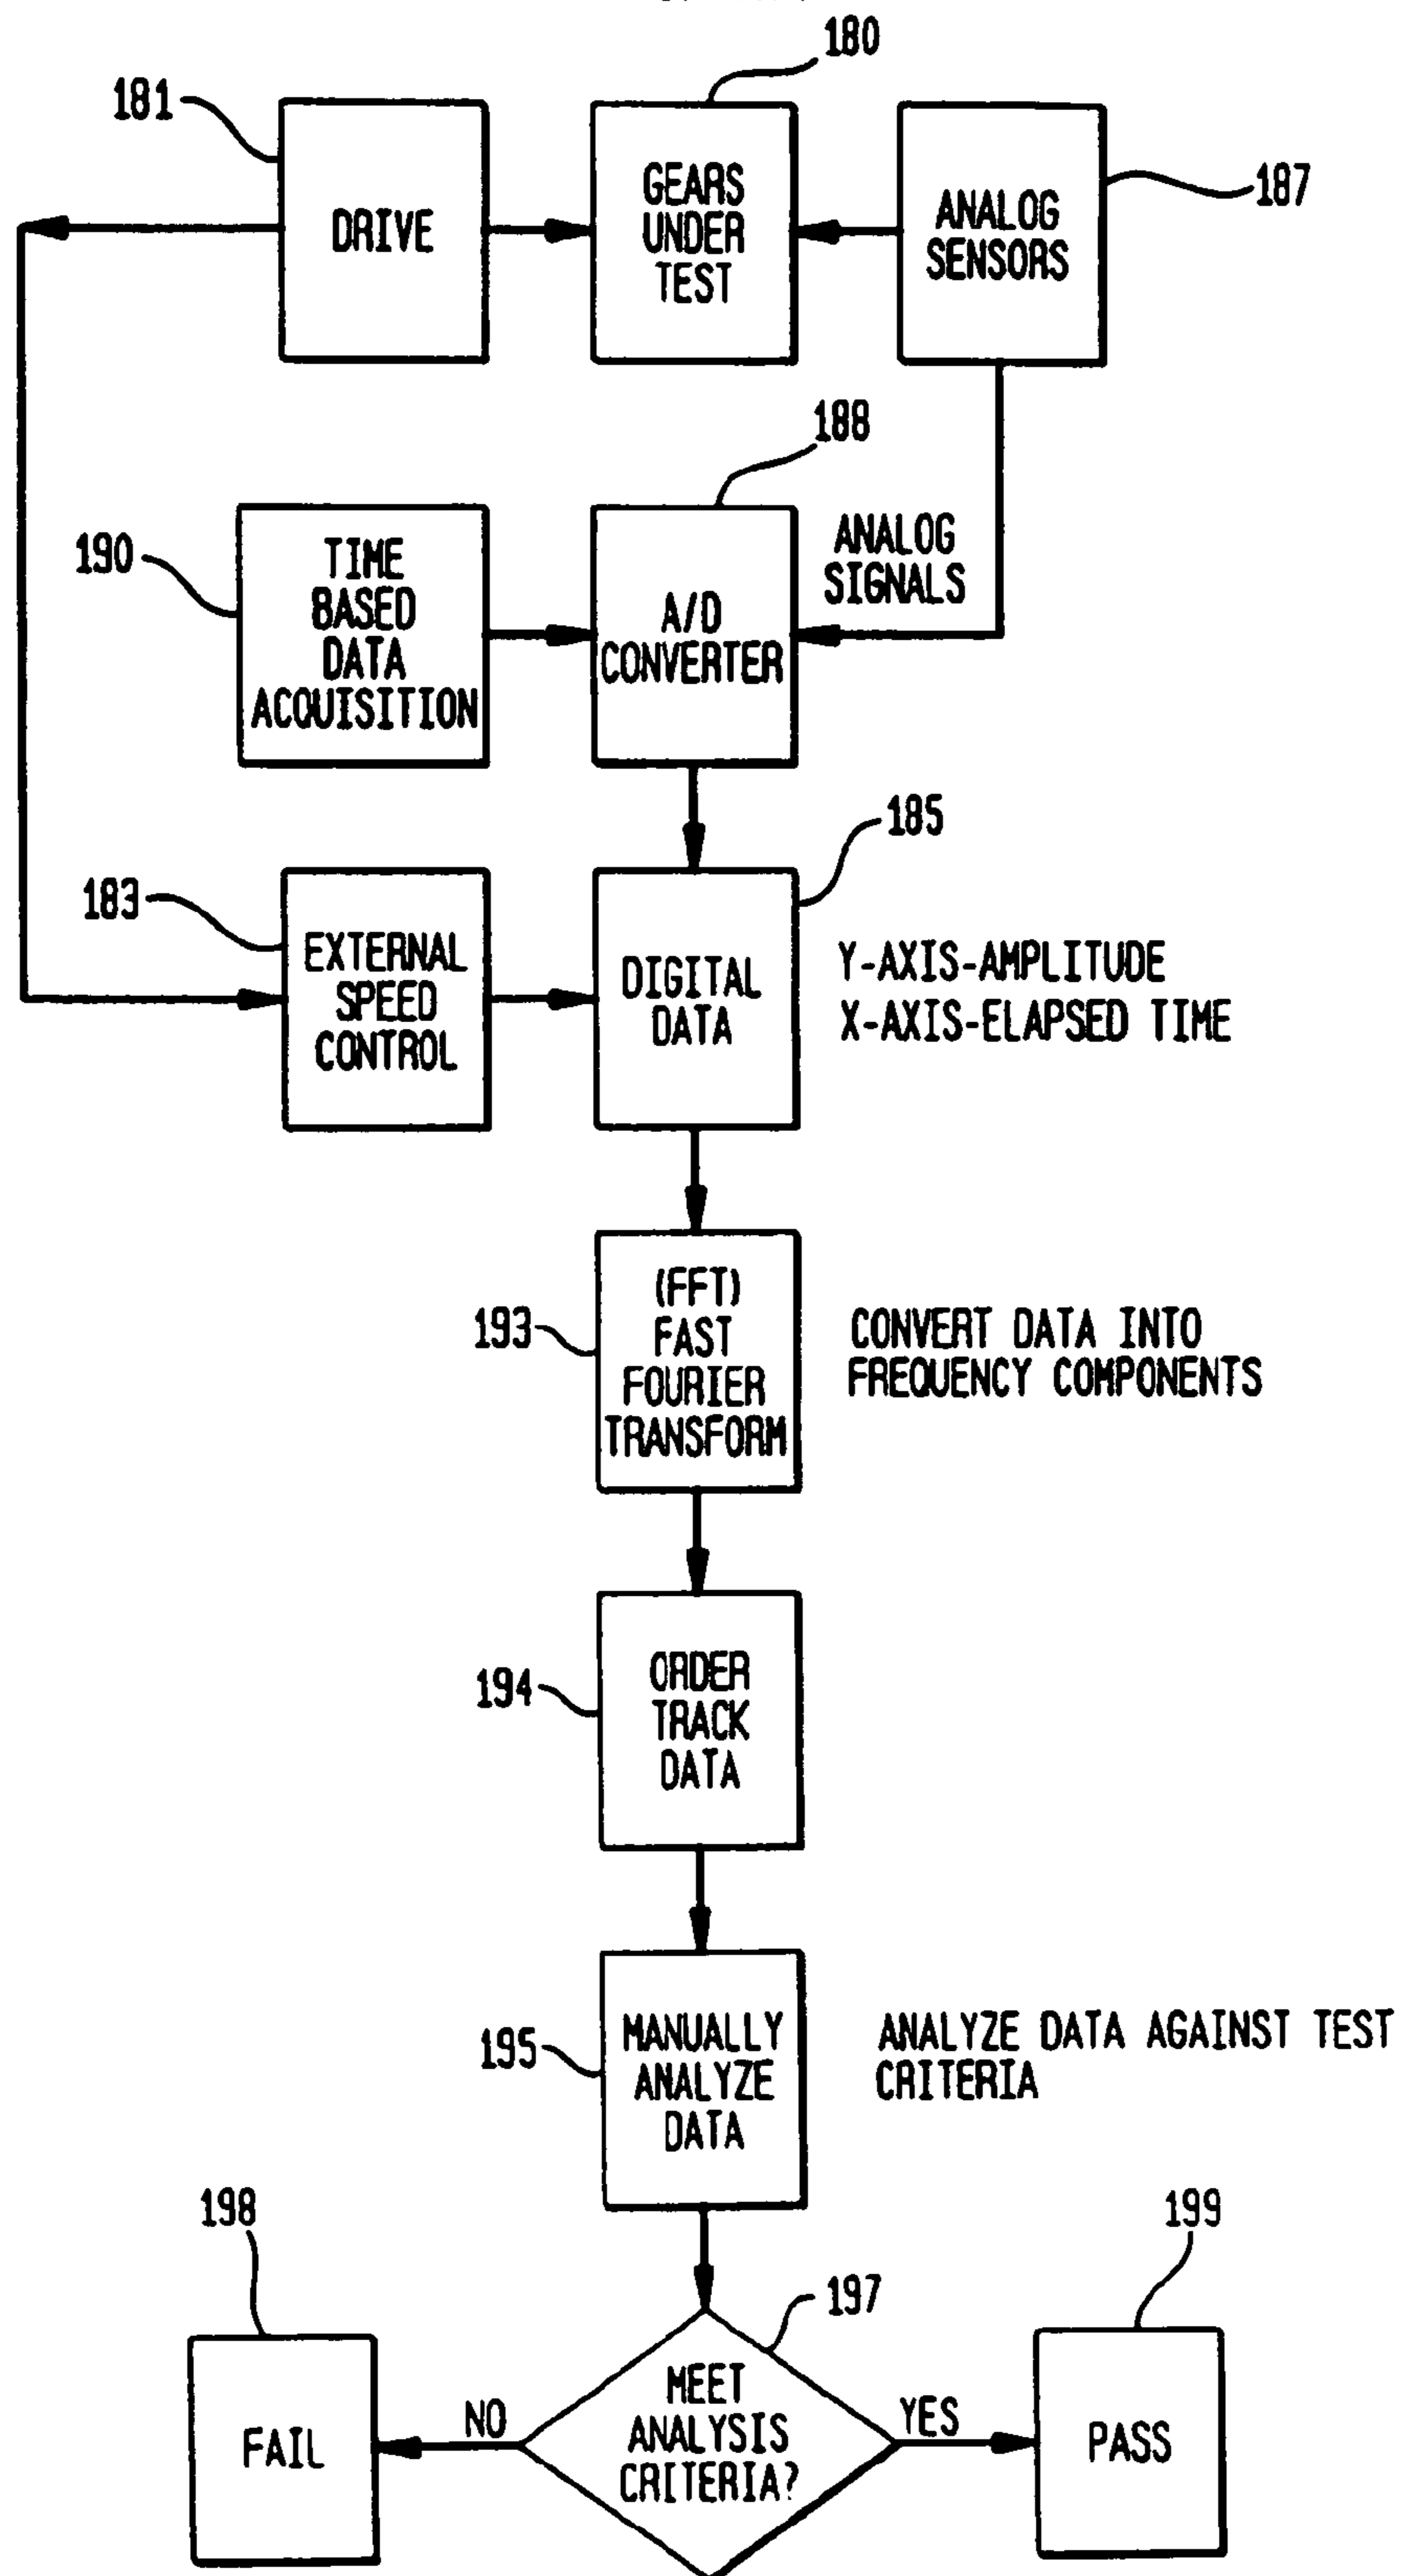 180
181
187
DRIVE
GEARS
UNDER
TEST
ANALOG
SENSORS
188
190
TIME
BASED
DATA
ACQUISITION
A/D
CONVERTER
ANALOG
SIGNALS
185
183
EXTERNAL
SPEED
CONTROL
DIGITAL
DATA
Y-AXIS-AMPLITUDE
X-AXIS-ELAPSED TIME
193
(FFT)
FAST
FOURIER
TRANSFORM
CONVERT DATA INTO
FREQUENCY COMPONENTS
194
ORDER
TRACK
DATA
195
MANUALLY
ANALYZE
DATA
ANALYZE DATA AGAINST TEST
CRITERIA
198
199
197
FAIL
NO
MEET
ANALYSIS
CRITERIA?
YES
PASS